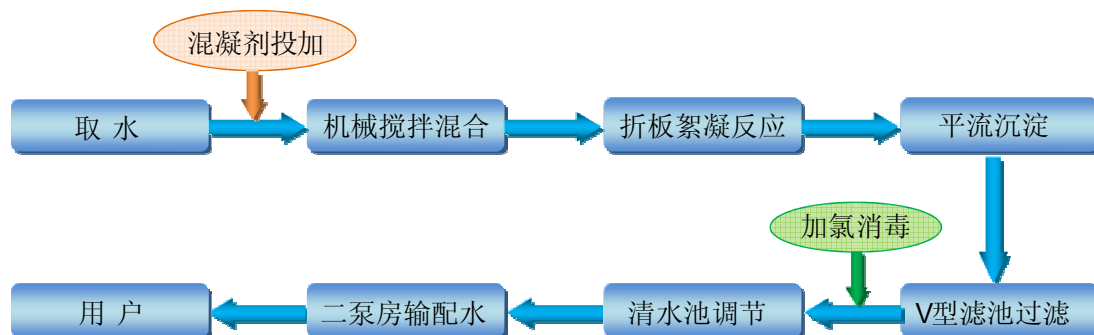 混凝剂投加
取 水
机械搅拌混合
折板絮凝反应
平流沉淀
加氯消毒
用 户
二泵房输配水
清水池调节
V型滤池过滤